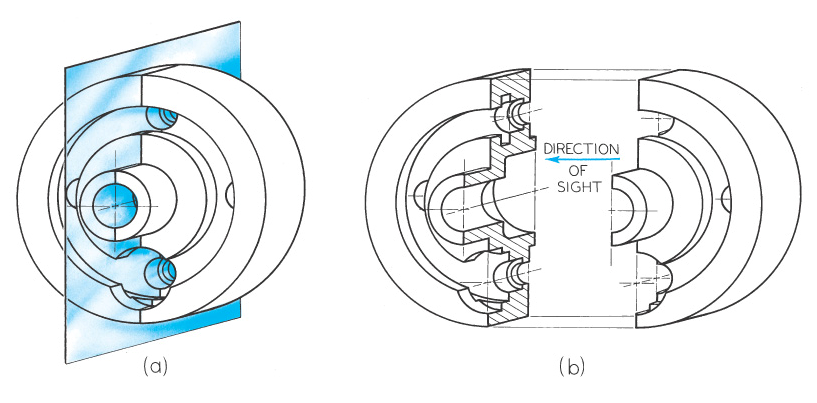 DIRECTION
OF
SIGHT
(a)
(b)